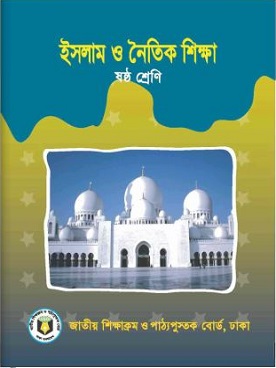 ইসলাম ও নৈতিক শিক্ষা
ষষ্ঠ শ্রেণি
জাতীয় শিক্ষাক্রম ও পাঠ্যপুস্তক বোর্ড, ঢাকা